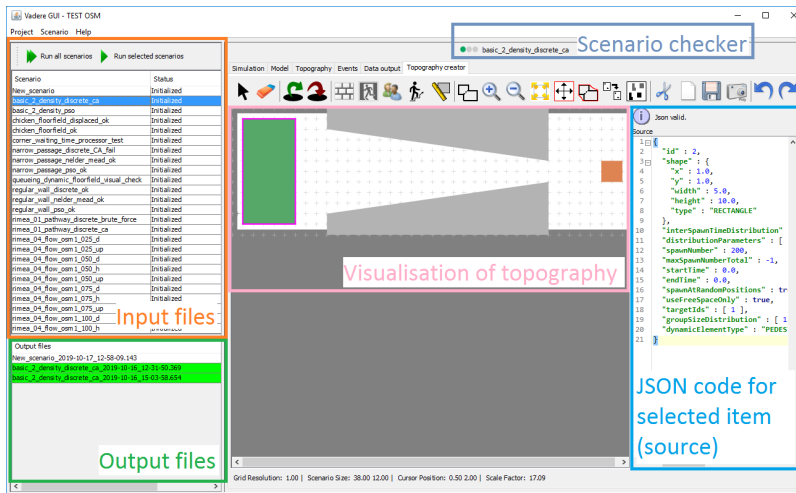 Vadere GUI - TEST OSM
Project Scenario Help
Run all scenarios Run selected scenarios
Scenario Status
New_scenario Initialized
basic_2_density_discrete_ca Initialized
basic_2_density_pso Initialized
chicken_floorfield_displaced_ok Initialized
chicken_floorfield_ok Initialized
corner_waiting_time_processor_test Initialized
narrow_passage_discrete_CA_fail Initialized
narrow_passage_nelder_mead_ok Initialized
narrow_passage_pso_ok Initialized
queueing_dynamic_floorfield_visual_check Initialized
regular_wall_discrete_ok Initialized
regular_wall_nelder_mead_ok Initialized
regular_wall_pso_ok Initialized
rimea_01_pathway_discrete_brute_force Initialized
rimea_01_pathway_discrete_ca Initialized
rimea_04_flow_osm1_025_d Initialized
rimea_04_flow_osm1_025_up Initialized
rimea_04_flow_osm1_050_d Initialized
rimea_04_flow_osm1_050_h Initialized
rimea_04_flow_osm1_050_up Initialized
rimea_04_flow_osm1_075_d Initialized
rimea_04_flow_osm1_075_h Initialized
rimea_04_flow_osm1_075_up
rimea_04_flow_osm1_100_d
rimea_04_flow_osm1_100_h Initialized
Input files
Output files
New_scenario_2019-10-17_12-58-09.143
basic_2_density_discrete_ca_2019-10-16_12-31-50.369
basic_2_density_discrete_ca_2019-10-16_15-03-58.654
Output files
basic_2_density_discrete_ca
Scenario checker
Simulation Model Topography Events Data output Topography creator
Visualisation of topography
Grid Resolution: 1.00 | Scenario Size: 38.00 12.00 | Cursor Position: 0.50 2.00 | Scale Factor: 17.09
Json valid.
Source
1 {
2 "id" : 2,
3 "shape" : {
4 "x" : 1.0,
5 "y" : 1.0,
6 "width" : 5.0,
7 "height" : 10.0,
8 "type" : "RECTANGLE"
9 },
10 "interSpawnTimeDistribution"
11 "distributionParameters" : [
12 "spawnNumber" : 200,
13 "maxSpawnNumberTotal" : -1,
14 "startTime" : 0.0,
15 "endTime" : 0.0,
16 "spawnAtRandomPositions" : tr
17 "useFreeSpaceOnly" : true,
18 "targetIds" : [ 1 ],
19 "groupSizeDistribution" : [ 1
20 "dynamicElementType" : "PEDES
21 }
JSON code for
selected item
(source)